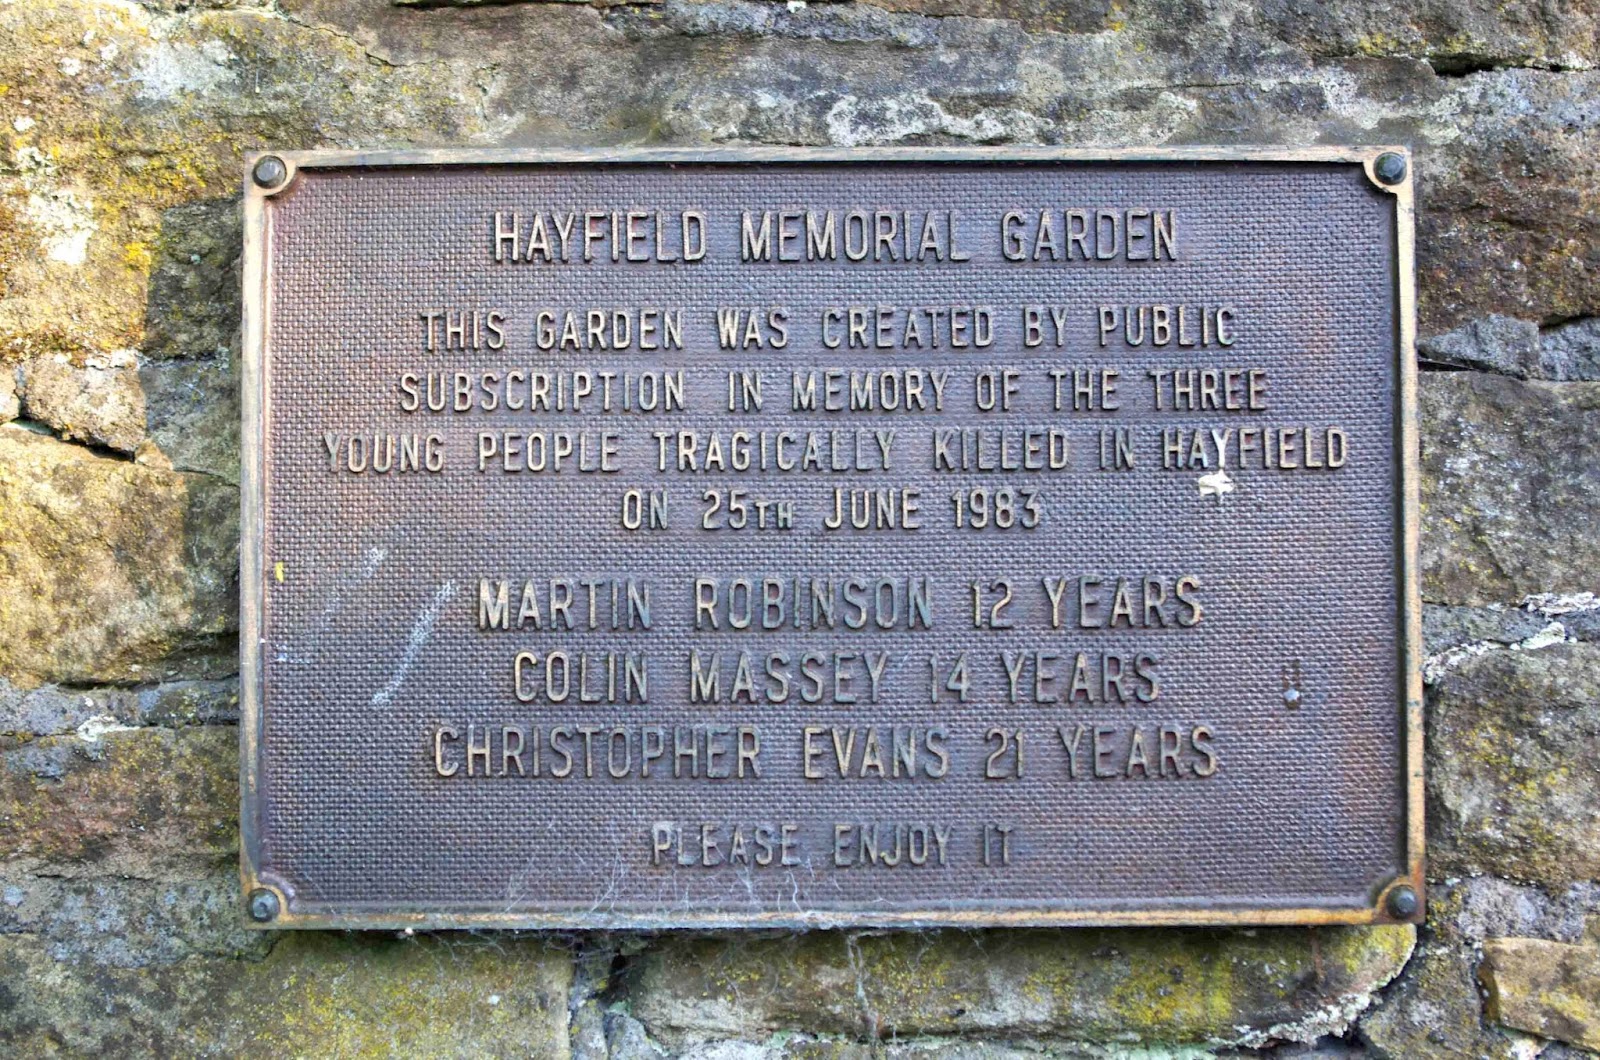 HAYFIELD MEMORIAL GARDEN
THIS GARDEN WAS CREATED BY PUBLIC
SUBSCRIPTION IN MEMORY OF THE THREE
YOUNG PEOPLE TRAGICALLY KILLED IN HAYFIELD
ON 25TH JUNE 1983
MARTIN ROBINSON 12 YEARS
COLIN MASSEY 14 YEARS
CHRISTOPHER EVANS 21 YEARS
PLEASE ENJOY IT